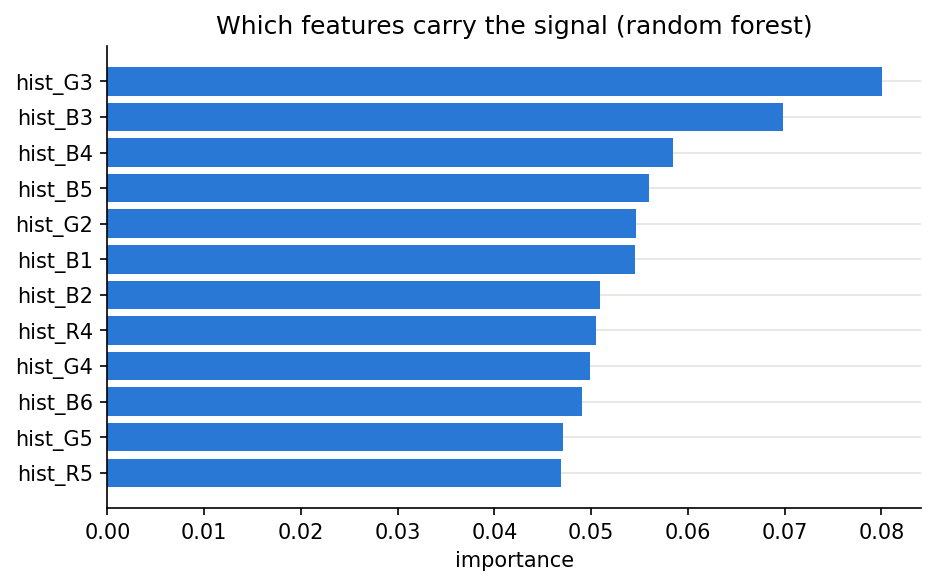 Which features carry the signal (random forest)
hist_G3
hist_B3
hist_B4
hist_B5
hist_G2
hist_B1
hist_B2
hist_R4
hist_G4
hist_B6
hist_G5
hist_R5
0.00 0.01 0.02 0.03 0.04 0.05 0.06 0.07 0.08
importance